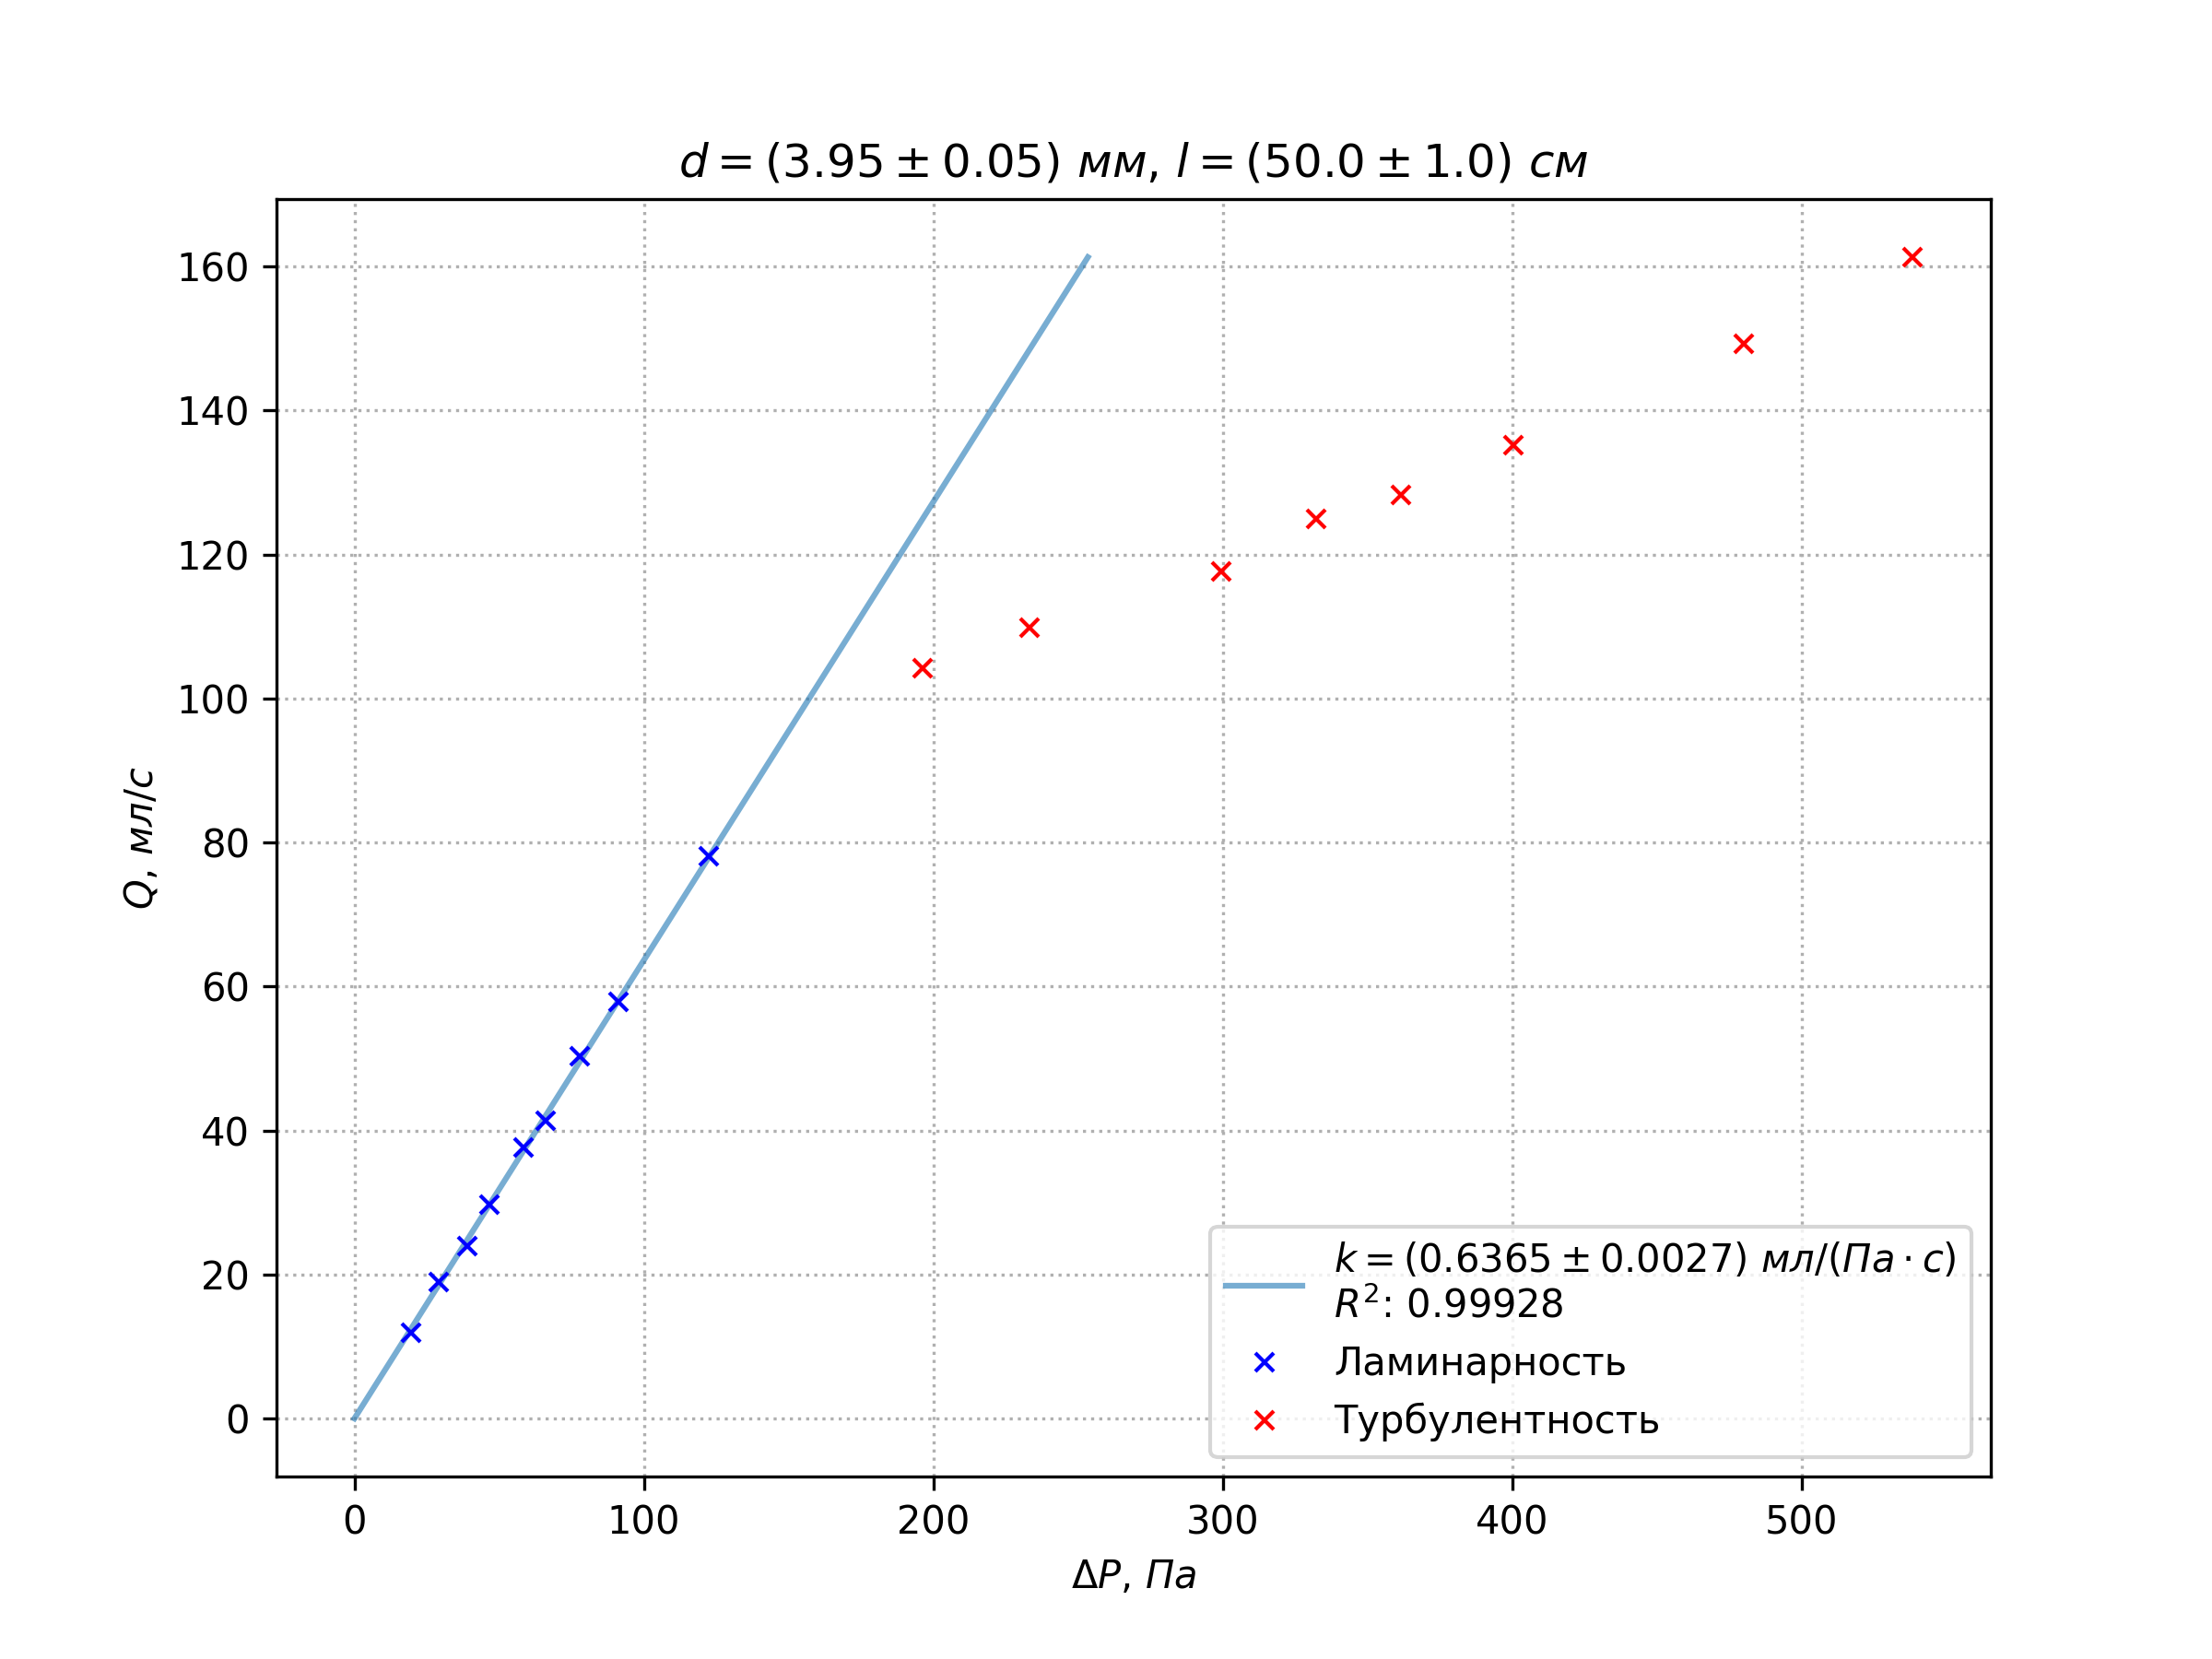 d = (3.95 ± 0.05) мм, l = (50.0 ± 1.0) см
160
140
120
100
80
60
40
20
0
Q, мл/с
0 100 200 300 400 500
ΔP, Па
k = (0.6365 ± 0.0027) мл/(Па · с)
R²: 0.99928
Ламинарность
Турбулентность